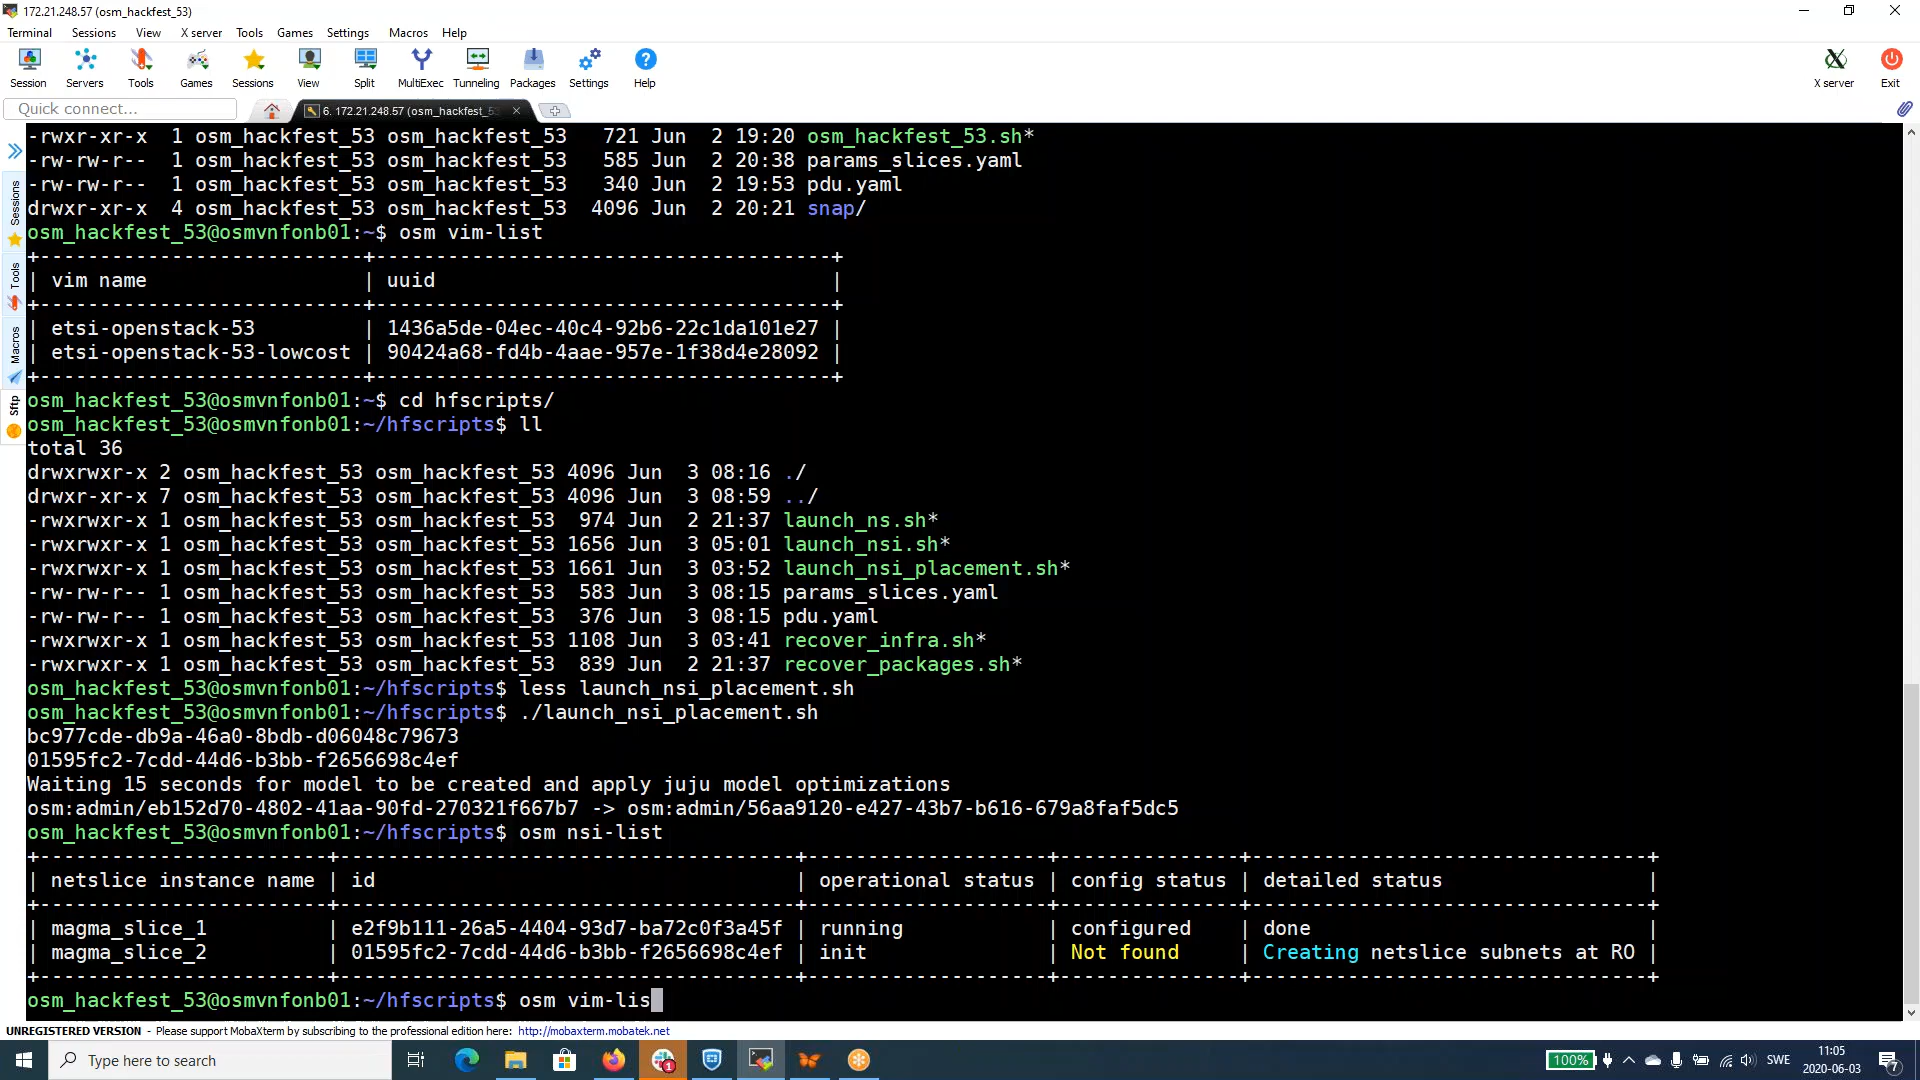 172.21.248.57 (osm_hackfest_53)
Terminal Sessions View X server Tools Games Settings Macros Help
Session Servers Tools Games Sessions View Split MultiExec Tunneling Packages Settings Help X server Exit
Quick connect... 6. 172.21.248.57 (osm_hackfest_5
-rwxr-xr-x  1 osm_hackfest_53 osm_hackfest_53   721 Jun  2 19:20 osm_hackfest_53.sh*
-rw-rw-r--  1 osm_hackfest_53 osm_hackfest_53   585 Jun  2 20:38 params_slices.yaml
-rw-rw-r--  1 osm_hackfest_53 osm_hackfest_53   340 Jun  2 19:53 pdu.yaml
drwxr-xr-x  4 osm_hackfest_53 osm_hackfest_53  4096 Jun  2 20:21 snap/
osm_hackfest_53@osmvnfonb01:~$ osm vim-list
+----------------------------+---------------------------------------+
| vim name                   | uuid                                 |
+----------------------------+---------------------------------------+
| etsi-openstack-53          | 1436a5de-04ec-40c4-92b6-22c1da101e27 |
| etsi-openstack-53-lowcost | 90424a68-fd4b-4aae-957e-1f38d4e28092 |
+----------------------------+---------------------------------------+
osm_hackfest_53@osmvnfonb01:~$ cd hfscripts/
osm_hackfest_53@osmvnfonb01:~/hfscripts$ ll
total 36
drwxrwxr-x 2 osm_hackfest_53 osm_hackfest_53 4096 Jun  3 08:16 ./
drwxr-xr-x 7 osm_hackfest_53 osm_hackfest_53 4096 Jun  3 08:59 ../
-rwxrwxr-x 1 osm_hackfest_53 osm_hackfest_53  974 Jun  2 21:37 launch_ns.sh*
-rwxrwxr-x 1 osm_hackfest_53 osm_hackfest_53 1656 Jun  3 05:01 launch_nsi.sh*
-rwxrwxr-x 1 osm_hackfest_53 osm_hackfest_53 1661 Jun  3 03:52 launch_nsi_placement.sh*
-rw-rw-r-- 1 osm_hackfest_53 osm_hackfest_53  583 Jun  3 08:15 params_slices.yaml
-rw-rw-r-- 1 osm_hackfest_53 osm_hackfest_53  376 Jun  3 08:15 pdu.yaml
-rwxrwxr-x 1 osm_hackfest_53 osm_hackfest_53 1108 Jun  3 03:41 recover_infra.sh*
-rwxrwxr-x 1 osm_hackfest_53 osm_hackfest_53  839 Jun  2 21:37 recover_packages.sh*
osm_hackfest_53@osmvnfonb01:~/hfscripts$ less launch_nsi_placement.sh
osm_hackfest_53@osmvnfonb01:~/hfscripts$ ./launch_nsi_placement.sh
bc977cde-db9a-46a0-8bdb-d06048c79673
01595fc2-7cdd-44d6-b3bb-f2656698c4ef
Waiting 15 seconds for model to be created and apply juju model optimizations
osm:admin/eb152d70-4802-41aa-90fd-270321f667b7 -> osm:admin/56aa9120-e427-43b7-b616-679a8faf5dc5
osm_hackfest_53@osmvnfonb01:~/hfscripts$ osm nsi-list
+-------------------------+--------------------------------------+--------------------+---------------+---------------------------------+
| netslice instance name | id                                   | operational status | config status | detailed status                 |
+-------------------------+--------------------------------------+--------------------+---------------+---------------------------------+
| magma_slice_1          | e2f9b111-26a5-4404-93d7-ba72c0f3a45f | running            | configured    | done                            |
| magma_slice_2          | 01595fc2-7cdd-44d6-b3bb-f2656698c4ef | init               | Not found     | Creating netslice subnets at RO |
+-------------------------+--------------------------------------+--------------------+---------------+---------------------------------+
osm_hackfest_53@osmvnfonb01:~/hfscripts$ osm vim-lis
Sessions
Tools
Macros
Sftp
UNREGISTERED VERSION - Please support MobaXterm by subscribing to the professional edition here: http://mobaxterm.mobatek.net
Type here to search 1 100% SWE 11:05 7
2020-06-03